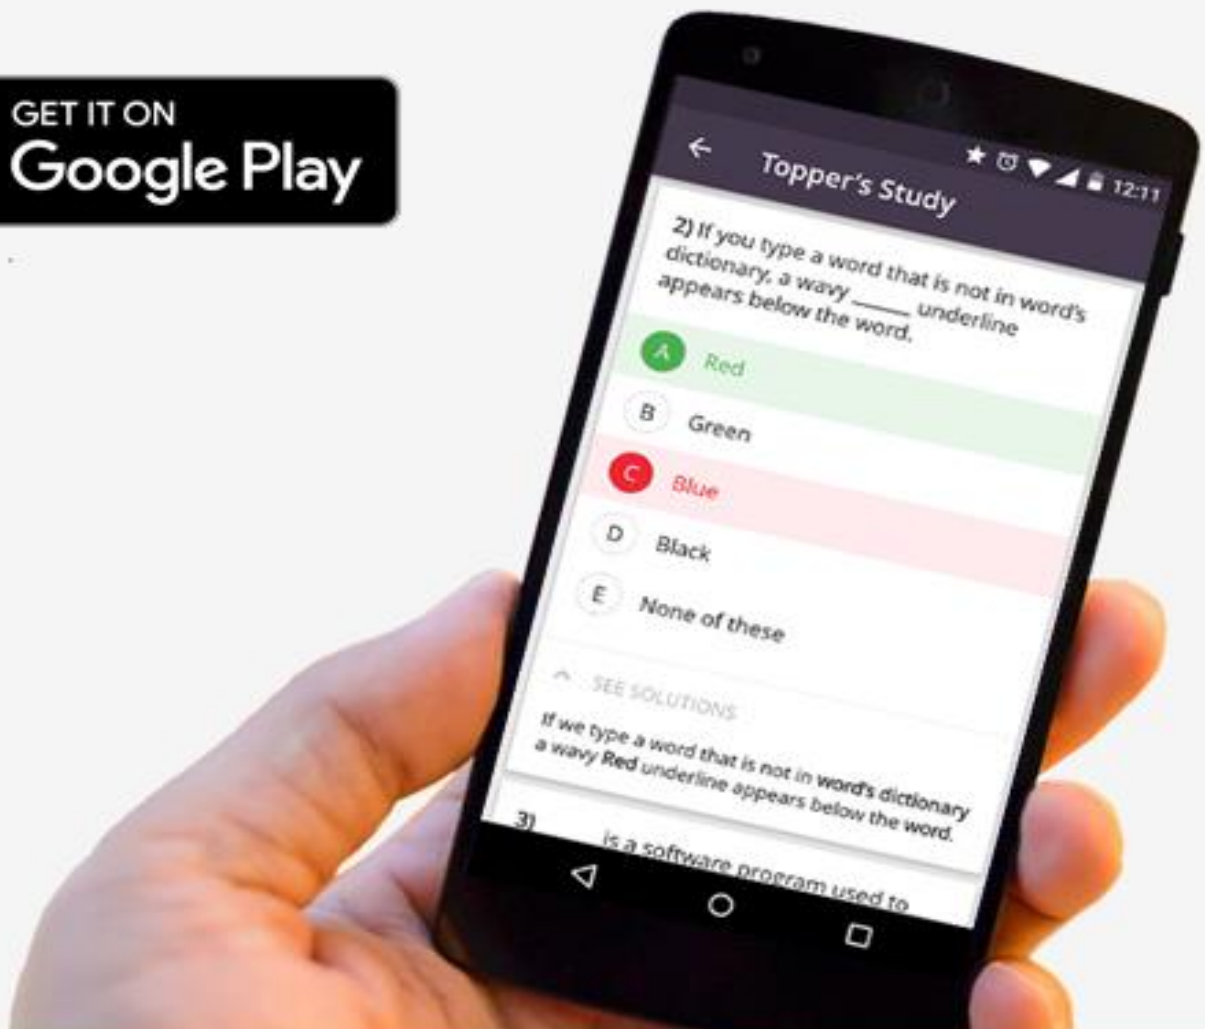 GET IT ON
Google Play
12:11
Topper's Study
2) If you type a word that is not in word's
dictionary, a wavy _____ underline
appears below the word.
A Red
B Green
C Blue
D Black
E None of these
SEE SOLUTIONS
If we type a word that is not in word's dictionary
a wavy Red underline appears below the word.
3) _____ is a software program used to